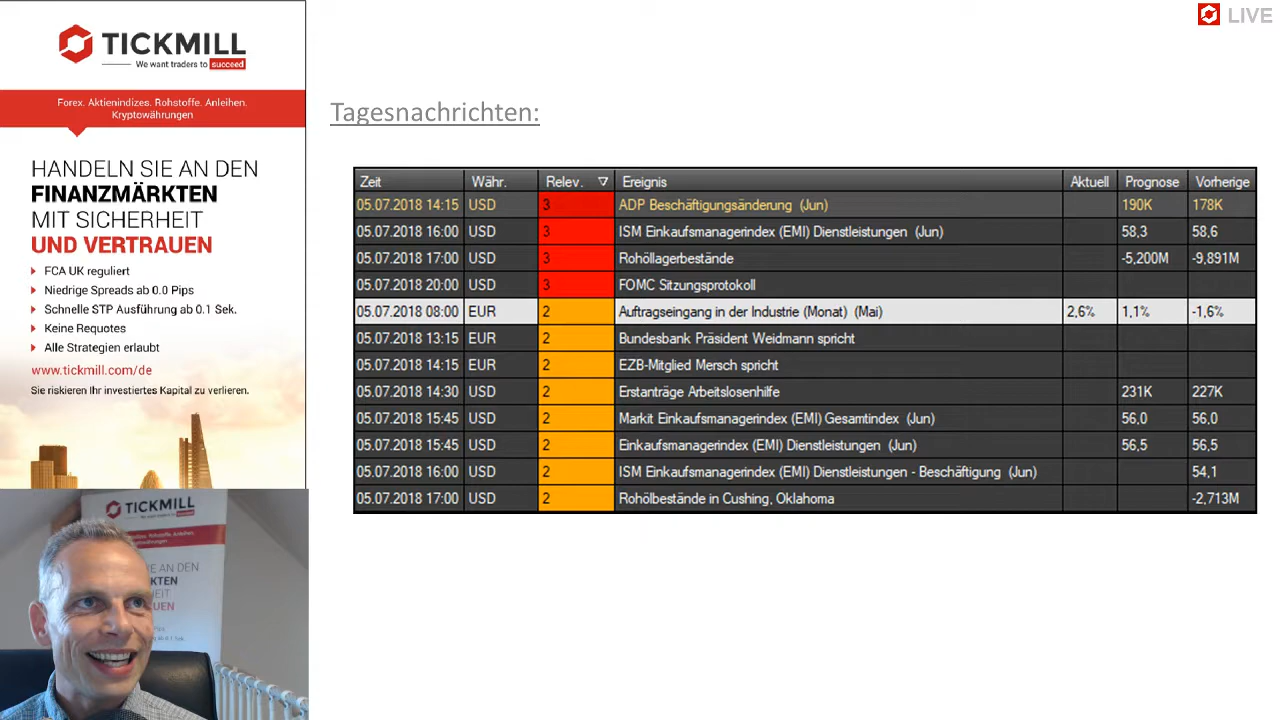 TICKMILL
We want traders to succeed
Forex. Aktienindizes. Rohstoffe. Anleihen.
Kryptowährungen
HANDELN SIE AN DEN
FINANZMÄRKTEN
MIT SICHERHEIT
UND VERTRAUEN
FCA UK reguliert
Niedrige Spreads ab 0.0 Pips
Schnelle STP Ausführung ab 0.1 Sek.
Keine Requotes
Alle Strategien erlaubt
www.tickmill.com/de
Sie riskieren Ihr investiertes Kapital zu verlieren.
LIVE
Tagesnachrichten:
Zeit Währ. Relev. Ereignis Aktuell Prognose Vorherige
05.07.2018 14:15 USD 3 ADP Beschäftigungsänderung (Jun) 190K 178K
05.07.2018 16:00 USD 3 ISM Einkaufsmanagerindex (EMI) Dienstleistungen (Jun) 58,3 58,6
05.07.2018 17:00 USD 3 Rohöllagerbestände -5,200M -9,891M
05.07.2018 20:00 USD 3 FOMC Sitzungsprotokoll
05.07.2018 08:00 EUR 2 Auftragseingang in der Industrie (Monat) (Mai) 2,6% 1,1% -1,6%
05.07.2018 13:15 EUR 2 Bundesbank Präsident Weidmann spricht
05.07.2018 14:15 EUR 2 EZB-Mitglied Mersch spricht
05.07.2018 14:30 USD 2 Erstanträge Arbeitslosenhilfe 231K 227K
05.07.2018 15:45 USD 2 Markit Einkaufsmanagerindex (EMI) Gesamtindex (Jun) 56,0 56,0
05.07.2018 15:45 USD 2 Einkaufsmanagerindex (EMI) Dienstleistungen (Jun) 56,5 56,5
05.07.2018 16:00 USD 2 ISM Einkaufsmanagerindex (EMI) Dienstleistungen - Beschäftigung (Jun) 54,1
05.07.2018 17:00 USD 2 Rohölbestände in Cushing, Oklahoma -2,713M
TICKMILL
SIE AN DEN
KTEN
EIT
UEN